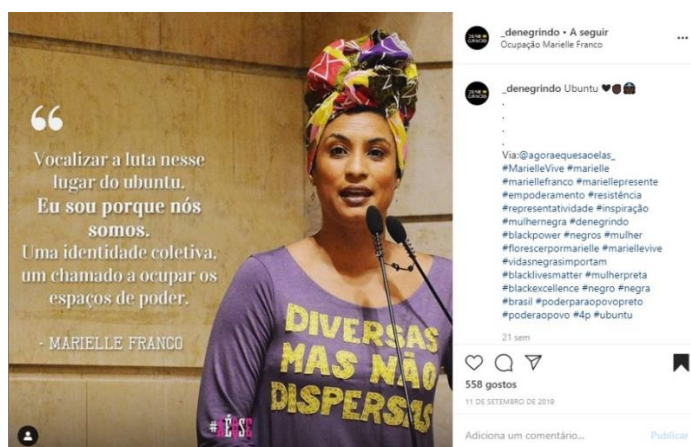 “
Vocalizar a luta nesse
lugar do ubuntu.
Eu sou porque nós
somos.
Uma identidade coletiva,
um chamado a ocupar os
espaços de poder.
- MARIELLE FRANCO
DIVERSAS
MAS NÃO
DISPERSAS
_denegrindo • A seguir
Ocupação Marielle Franco
_denegrindo Ubuntu
.
.
.
.
Via:@agoraequesaoelas_
#MarielleVive #marielle
#mariellefranco #mariellepresente
#empoderamento #resistência
#representatividade #inspiração
#mulhernegra #denegrindo
#blackpower #negros #mulher
#florescerpormarielle #mariellevive
#vidasnegrasimportam
#blacklivesmatter #mulherpreta
#blackexcellence #negro #negra
#brasil #poderparaopovopreto
#poderaopovo #4p #ubuntu
21 sem
558 gostos
11 DE SETEMBRO DE 2019
Adiciona um comentário...
Publicar